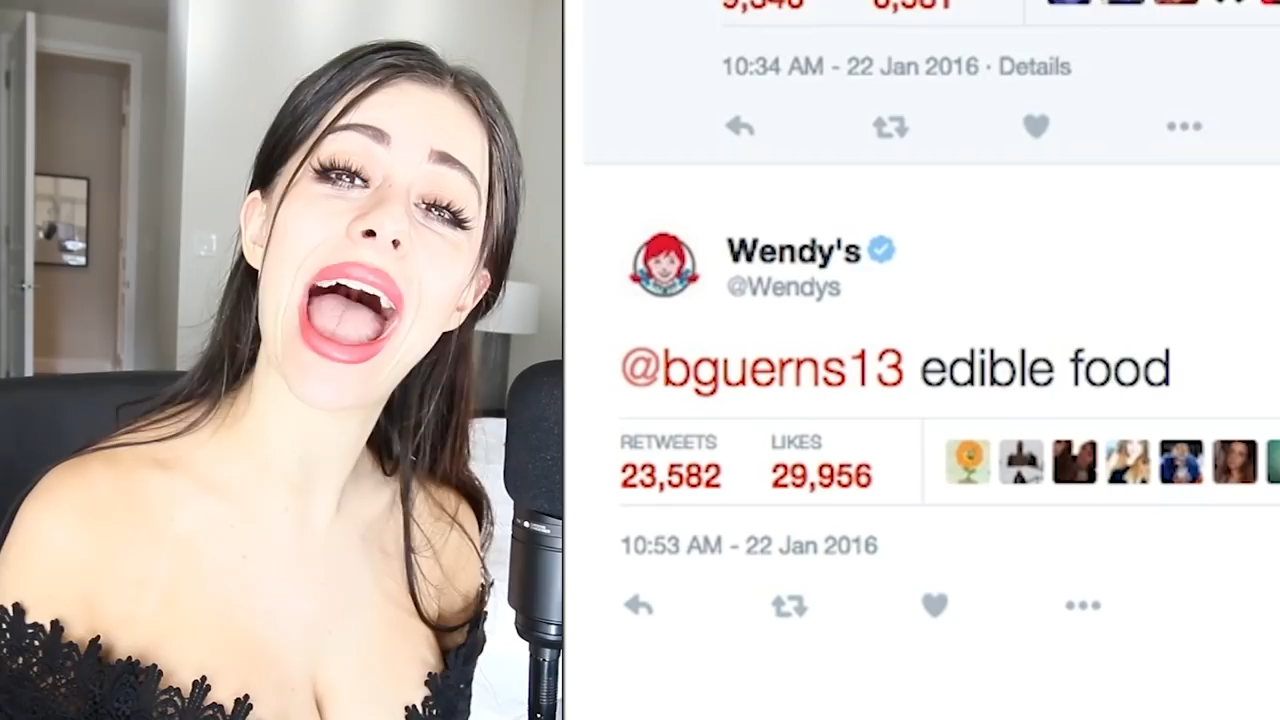 10:34 AM - 22 Jan 2016 · Details
Wendy's
@Wendys
@bguerns13 edible food
RETWEETS LIKES
23,582 29,956
10:53 AM - 22 Jan 2016